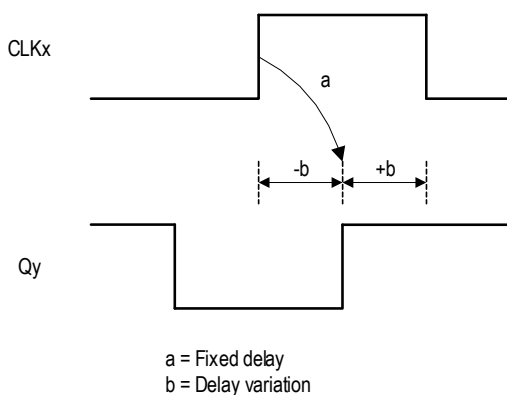 CLKx
a
-b +b
Qy
a = Fixed delay
b = Delay variation